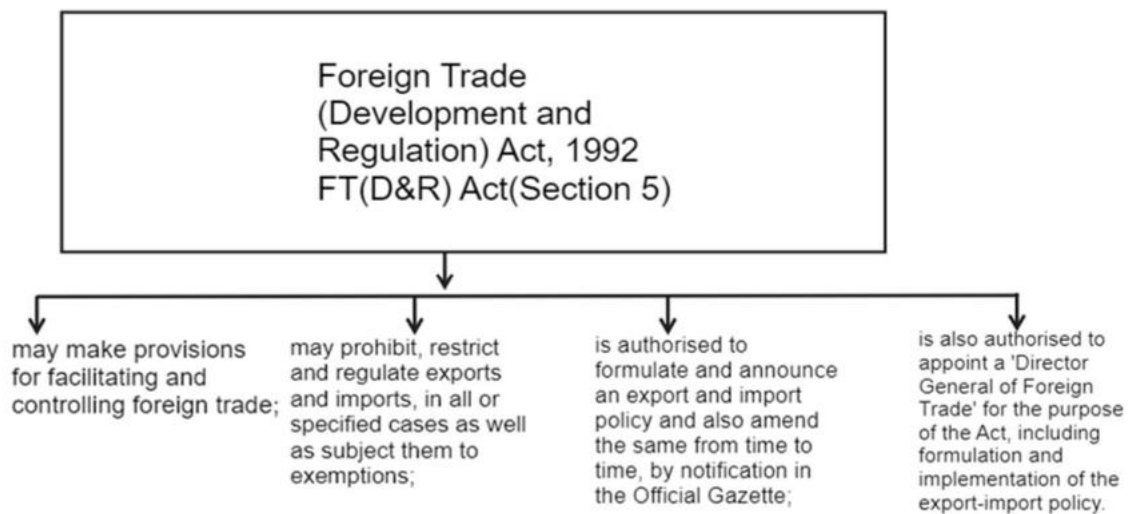 Foreign Trade
(Development and
Regulation) Act, 1992
FT(D&R) Act(Section 5)
may make provisions
for facilitating and
controlling foreign trade;
may prohibit, restrict
and regulate exports
and imports, in all or
specified cases as well
as subject them to
exemptions;
is authorised to
formulate and announce
an export and import
policy and also amend
the same from time to
time, by notification in
the Official Gazette;
is also authorised to
appoint a 'Director
General of Foreign
Trade' for the purpose
of the Act, including
formulation and
implementation of the
export-import policy.